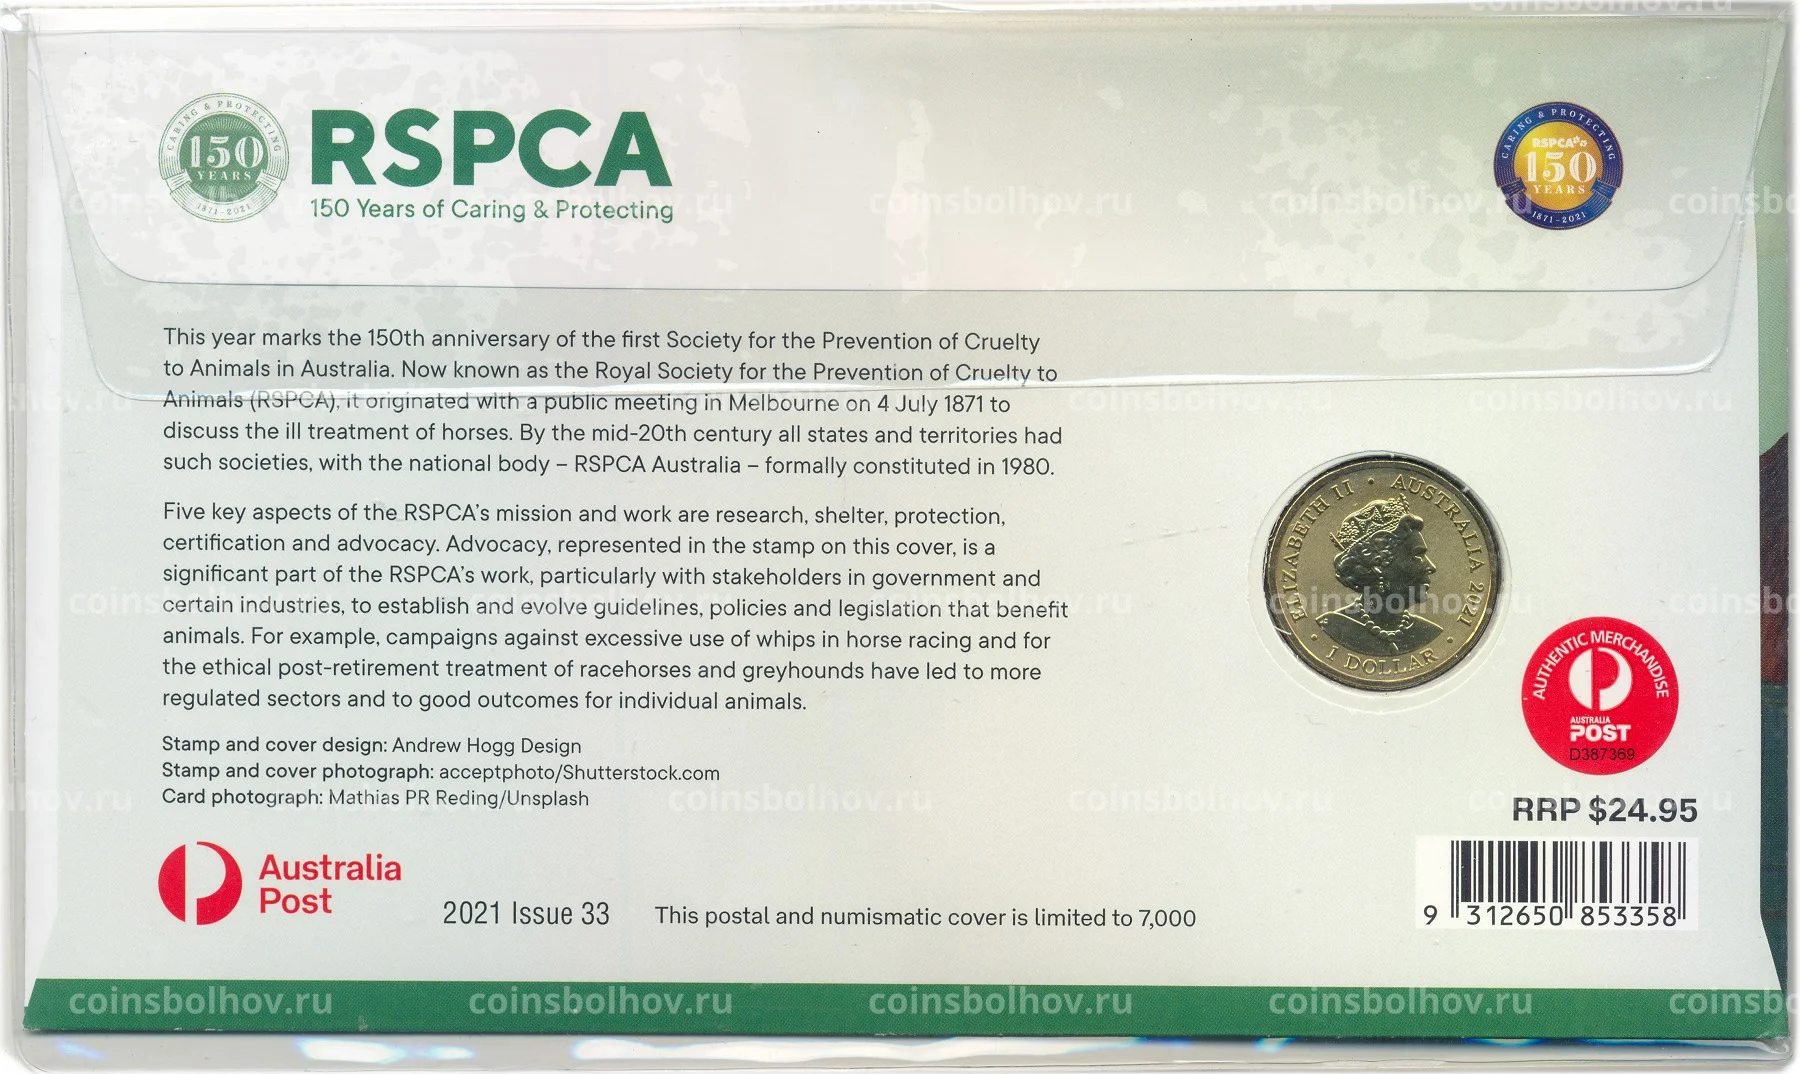 CARING & PROTECTING
150
YEARS
1871-2021
RSPCA
150 Years of Caring & Protecting
CARING & PROTECTING
RSPCA
150
YEARS
1871-2021
This year marks the 150th anniversary of the first Society for the Prevention of Cruelty
to Animals in Australia. Now known as the Royal Society for the Prevention of Cruelty to
Animals (RSPCA), it originated with a public meeting in Melbourne on 4 July 1871 to
discuss the ill treatment of horses. By the mid-20th century all states and territories had
such societies, with the national body – RSPCA Australia – formally constituted in 1980.
Five key aspects of the RSPCA's mission and work are research, shelter, protection,
certification and advocacy. Advocacy, represented in the stamp on this cover, is a
significant part of the RSPCA's work, particularly with stakeholders in government and
certain industries, to establish and evolve guidelines, policies and legislation that benefit
animals. For example, campaigns against excessive use of whips in horse racing and for
the ethical post-retirement treatment of racehorses and greyhounds have led to more
regulated sectors and to good outcomes for individual animals.
ELIZABETH II · AUSTRALIA 2021
· 1 DOLLAR ·
Stamp and cover design: Andrew Hogg Design
Stamp and cover photograph: acceptphoto/Shutterstock.com
Card photograph: Mathias PR Reding/Unsplash
AUTHENTIC MERCHANDISE
AUSTRALIA
POST
D387369
RRP $24.95
Australia
Post
2021 Issue 33
This postal and numismatic cover is limited to 7,000
9 312650 853358
coinsbolhov.ru coinsbolhov.ru coinsbolhov.ru coinsbolhov.ru